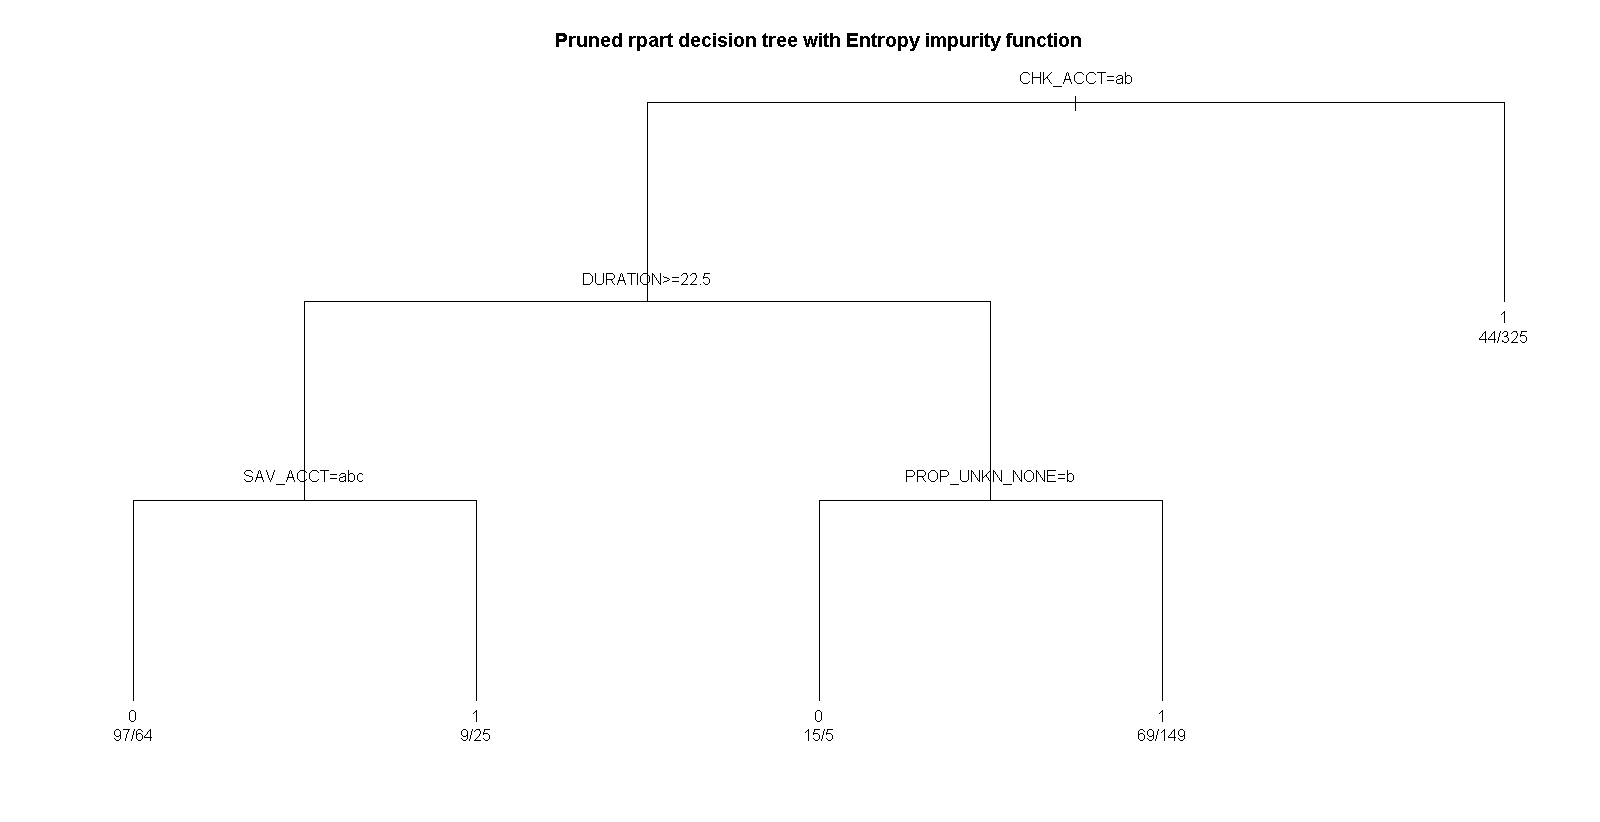 Pruned rpart decision tree with Entropy impurity function
CHK_ACCT=ab
DURATION>=22.5
1
44/325
SAV_ACCT=abc
PROP_UNKN_NONE=b
0
97/64
1
9/25
0
15/5
1
69/149